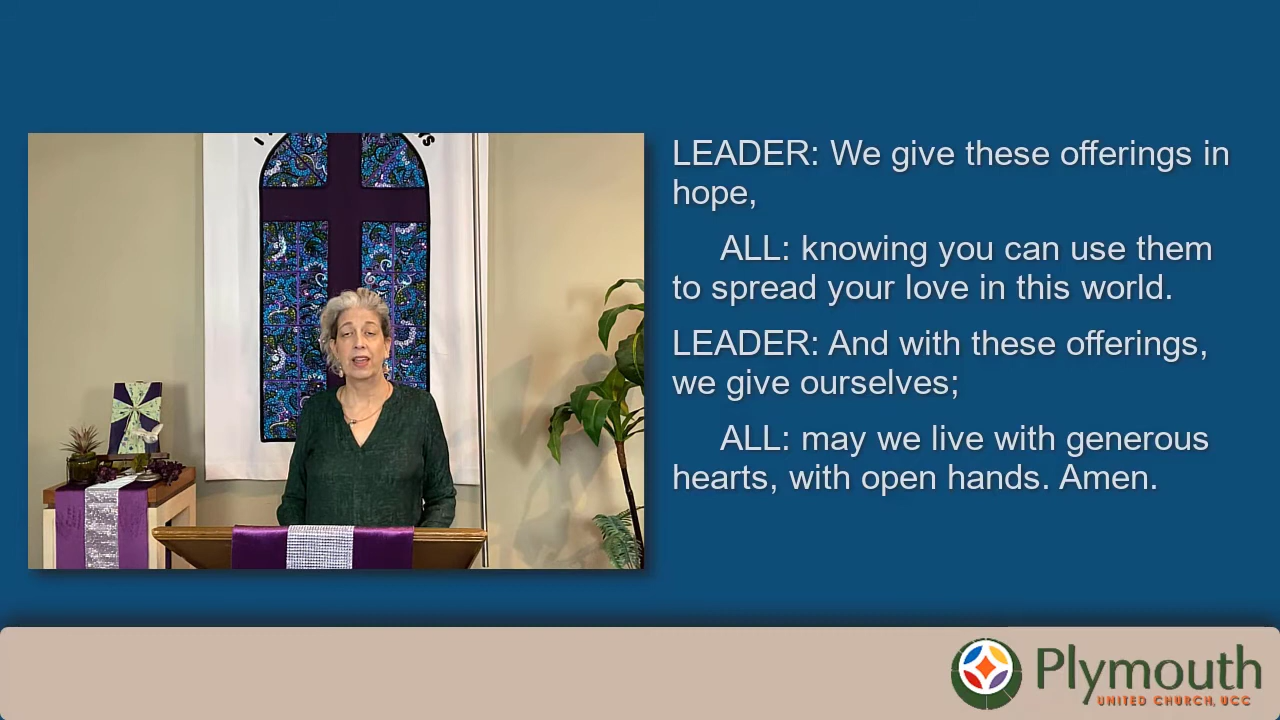 LEADER: We give these offerings in
hope,
ALL: knowing you can use them
to spread your love in this world.
LEADER: And with these offerings,
we give ourselves;
ALL: may we live with generous
hearts, with open hands. Amen.
Plymouth
UNITED CHURCH, UCC